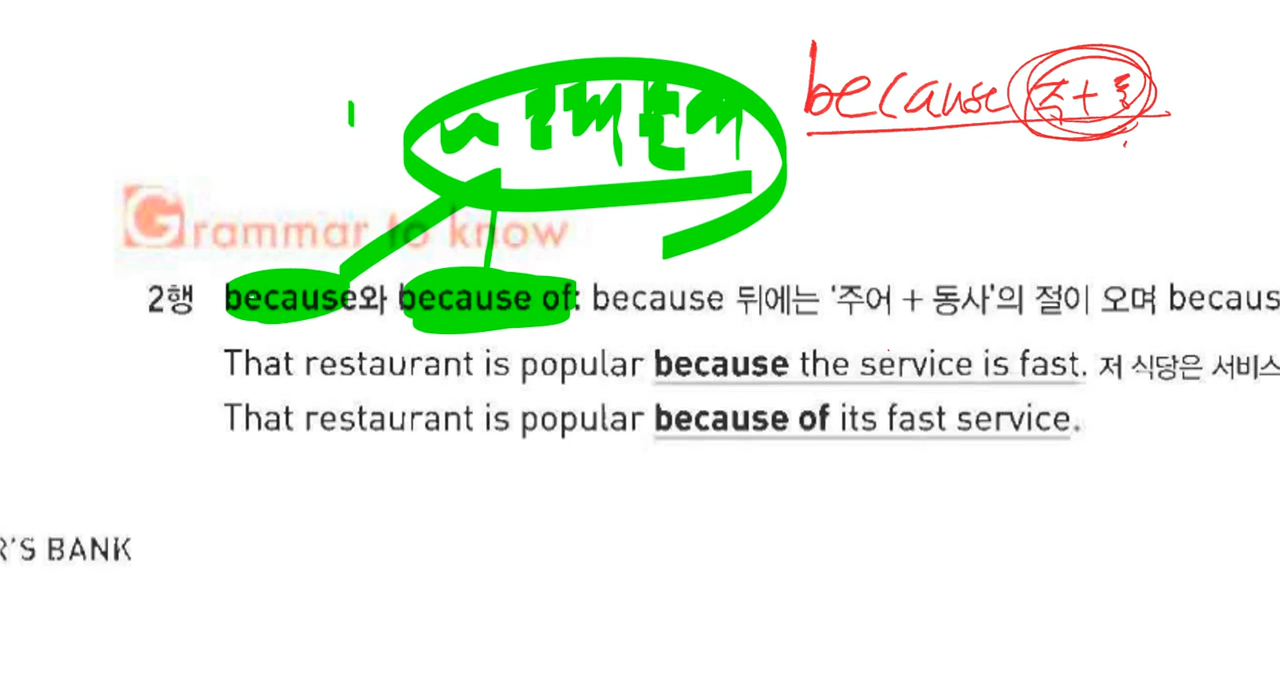 ~ 때문에
because 주+동
Grammar to know
2행 because와 because of: because 뒤에는 '주어 + 동사'의 절이 오며 becaus
That restaurant is popular because the service is fast. 저 식당은 서비스
That restaurant is popular because of its fast service.
R'S BANK